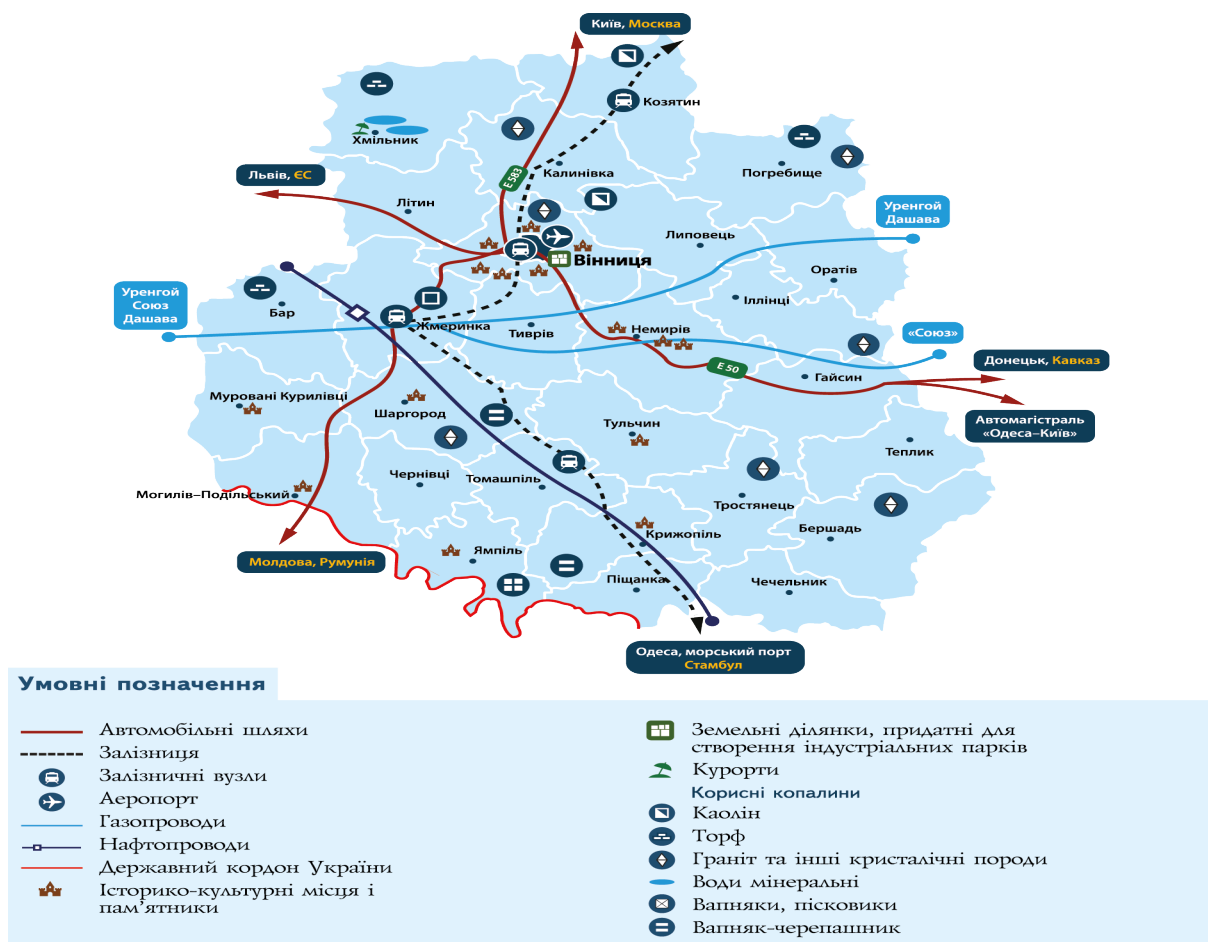 Київ, Москва
Козятин
Хмільник
Калинівка
Погребище
Львів, ЄС
E 583
Літин
Уренгой
Дашава
Липовець
Вінниця
Оратів
Уренгой
Союз
Дашава
Бар
Іллінці
Жмеринка
Тиврів
Немирів
«Союз»
Донецьк, Кавказ
E 50
Гайсин
Муровані Курилівці
Шаргород
Тульчин
Автомагістраль
«Одеса–Київ»
Теплик
Чернівці
Томашпіль
Могилів–Подільський
Тростянець
Бершадь
Крижопіль
Ямпіль
Молдова, Румунія
Піщанка
Чечельник
Одеса, морський порт
Стамбул
Умовні позначення
Автомобільні шляхи
Залізниця
Залізничні вузли
Аеропорт
Газопроводи
Нафтопроводи
Державний кордон України
Історико-культурні місця і
пам'ятники
Земельні ділянки, придатні для
створення індустріальних парків
Курорти
Корисні копалини
Каолін
Торф
Граніт та інші кристалічні породи
Води мінеральні
Вапняки, пісковики
Вапняк-черепашник